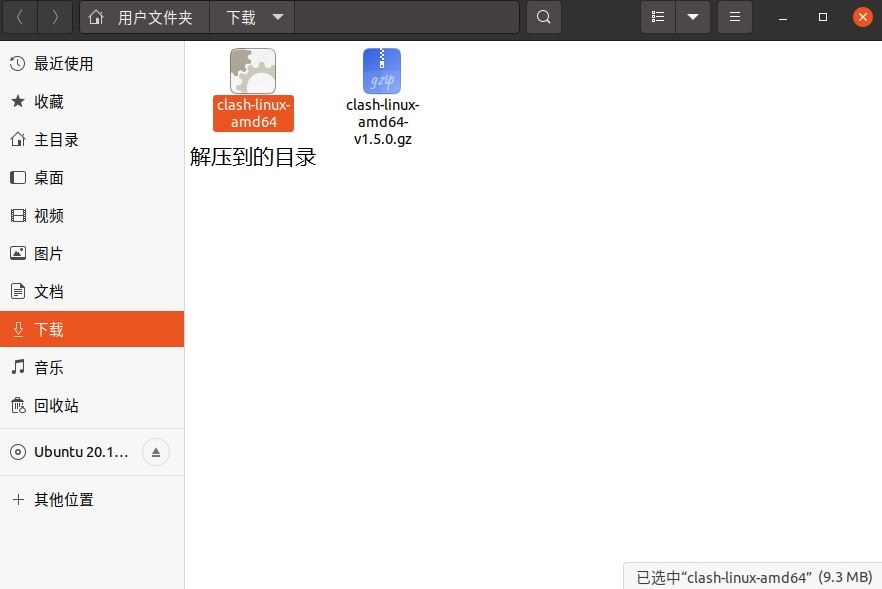 用户文件夹
下载
最近使用
收藏
主目录
桌面
视频
图片
文档
下载
音乐
回收站
Ubuntu 20.1...
其他位置
clash-linux-
amd64
gzip
clash-linux-
amd64-
v1.5.0.gz
解压到的目录
已选中“clash-linux-amd64” (9.3 MB)